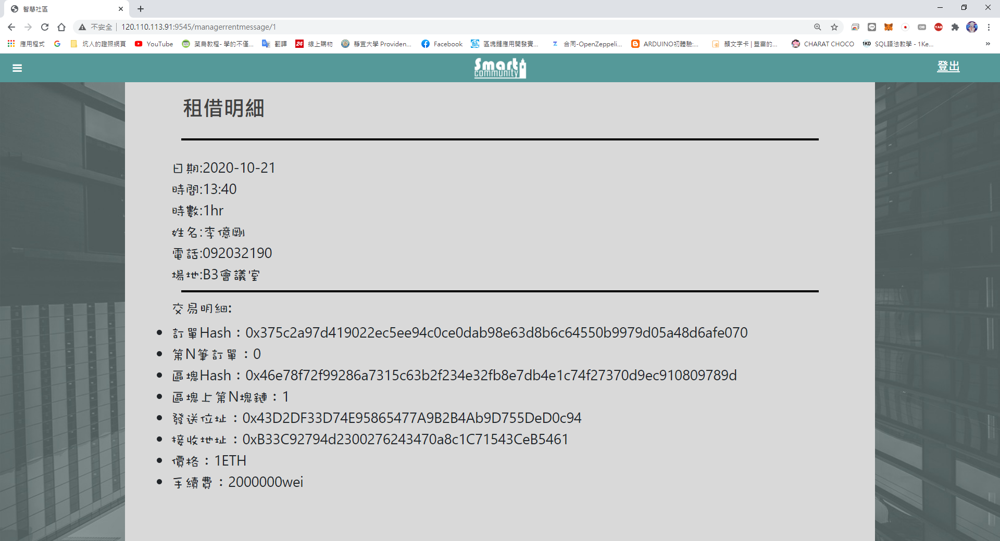 智慧社區
不安全 | 120.110.113.91:9545/managerrentmessage/1
應用程式 坑人的證照網頁 YouTube 菜鳥教程- 學的不僅... 翻譯 24 線上購物 靜宜大學 Providen... Facebook 區塊鏈應用開發實... 合同-OpenZeppeli... ARDUINO初體驗:... 顏文字卡 | 豐富的... CHARAT CHOCO 1KD SQL語法教學 - 1Ke... »
Smart community
登出
租借明細
日期:2020-10-21
時間:13:40
時數:1hr
姓名:李億剛
電話:092032190
場地:B3會議室
交易明細:
訂單Hash：0x375c2a97d419022ec5ee94c0ce0dab98e63d8b6c64550b9979d05a48d6afe070
第N筆訂單：0
區塊Hash：0x46e78f72f99286a7315c63b2f234e32fb8e7db4e1c74f27370d9ec910809789d
區塊上第N塊鏈：1
發送位址：0x43D2DF33D74E95865477A9B2B4Ab9D755DeD0c94
接收地址：0xB33C92794d2300276243470a8c1C71543CeB5461
價格：1ETH
手續費：2000000wei